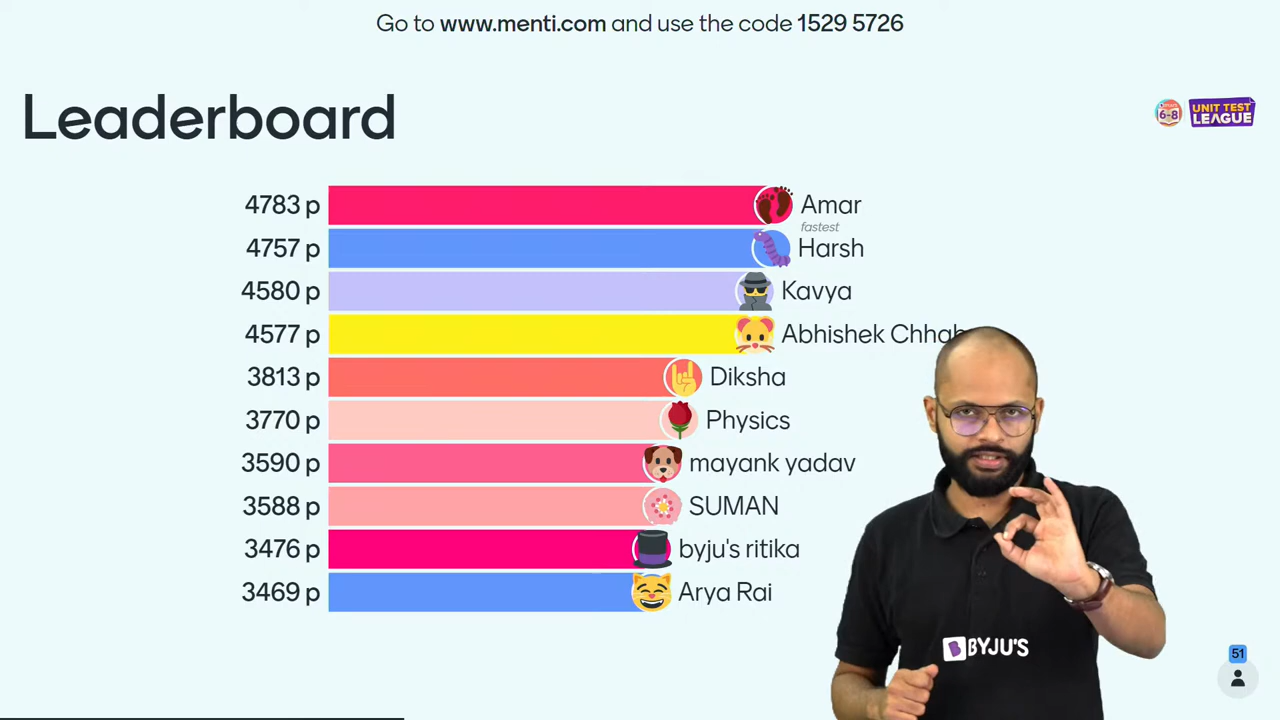 Go to www.menti.com and use the code 1529 5726
Leaderboard
6-8
UNIT TEST
LEAGUE
4783 p Amar
fastest
4757 p Harsh
4580 p Kavya
4577 p Abhishek
3813 p Diksha
3770 p Physics
3590 p mayank yadav
3588 p SUMAN
3476 p byju's ritika
3469 p Arya Rai
BYJU'S
51